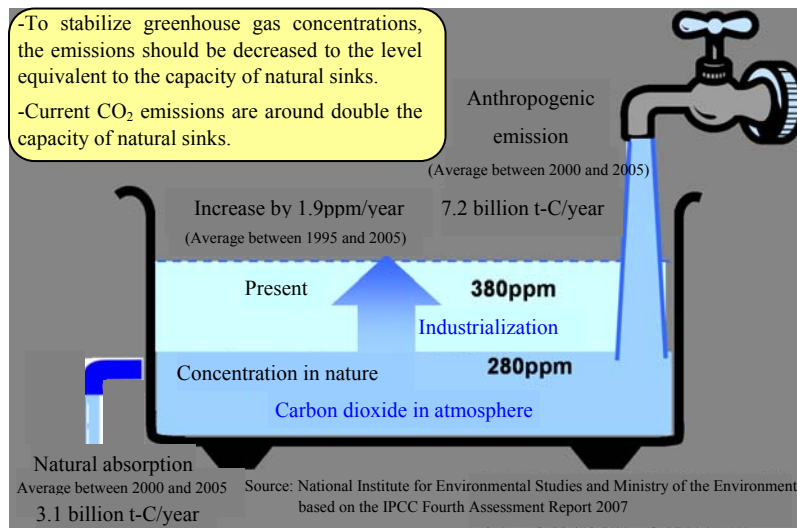 -To stabilize greenhouse gas concentrations,
the emissions should be decreased to the level
equivalent to the capacity of natural sinks.
-Current CO₂ emissions are around double the
capacity of natural sinks.
Anthropogenic
emission
(Average between 2000 and 2005)
7.2 billion t-C/year
Increase by 1.9ppm/year
(Average between 1995 and 2005)
Present
380ppm
Industrialization
Concentration in nature
280ppm
Carbon dioxide in atmosphere
Natural absorption
Average between 2000 and 2005
3.1 billion t-C/year
Source: National Institute for Environmental Studies and Ministry of the Environment
based on the IPCC Fourth Assessment Report 2007